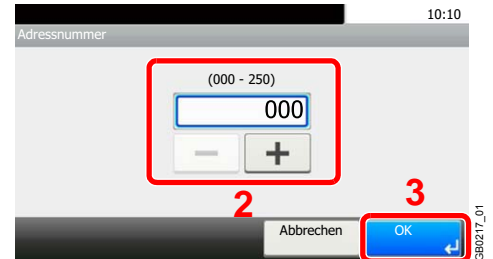 10:10
Adressnummer
(000 - 250)
000
− +
2
3
Abbrechen
OK
GB0217_01